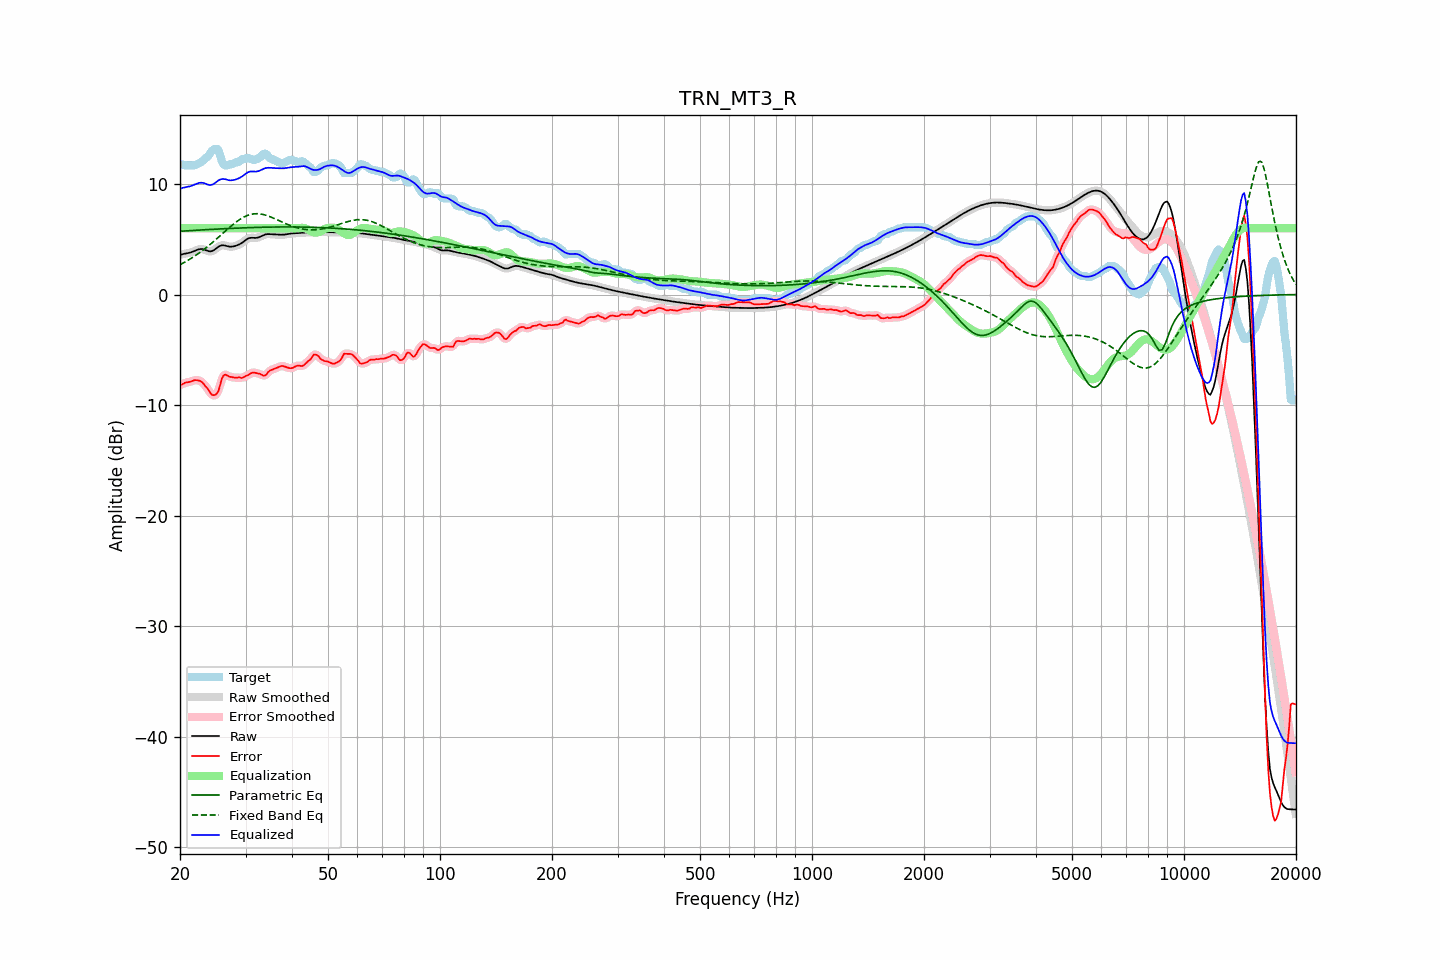 TRN_MT3_R
Amplitude (dBr)
10
0
−10
−20
−30
−40
−50
Target
Raw Smoothed
Error Smoothed
Raw
Error
Equalization
Parametric Eq
Fixed Band Eq
Equalized
20
50
100
200
500
1000
2000
5000
10000
20000
Frequency (Hz)